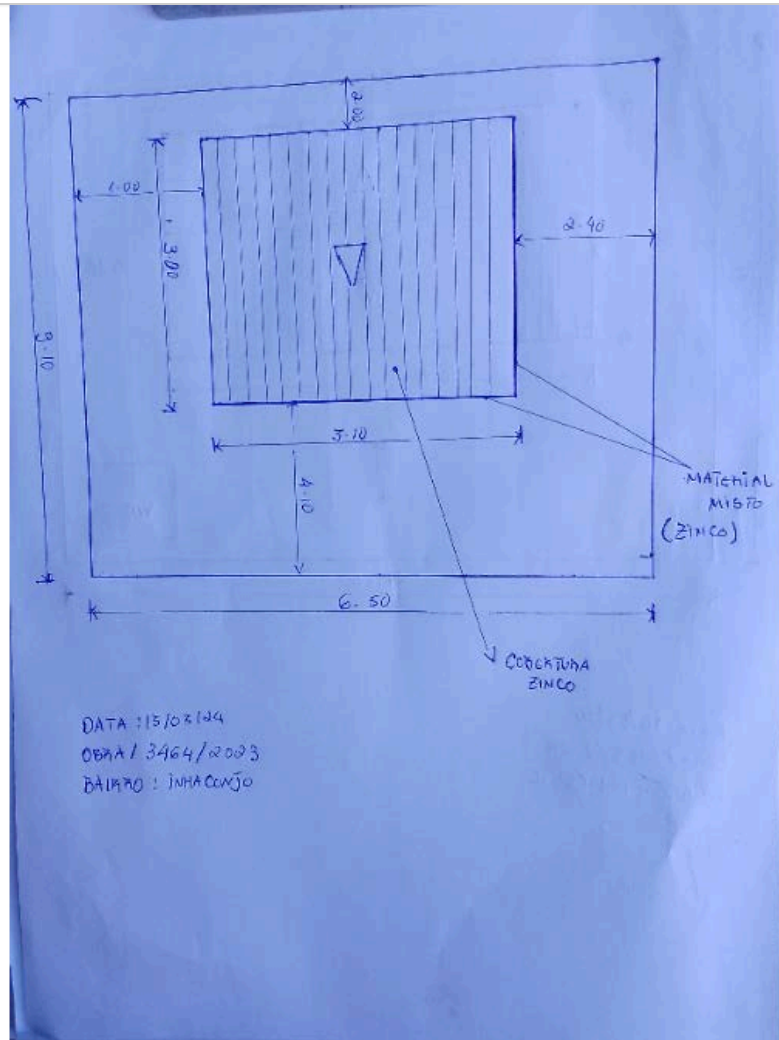 2.00
1.00
3.00
2.40
9.10
3.10
4.10
MATERIAL
MISTO
(ZINCO)
6.50
COBERTURA
ZINCO
DATA : 15/03/24
OBRA / 3464/2023
BAIRRO : INHACONJO